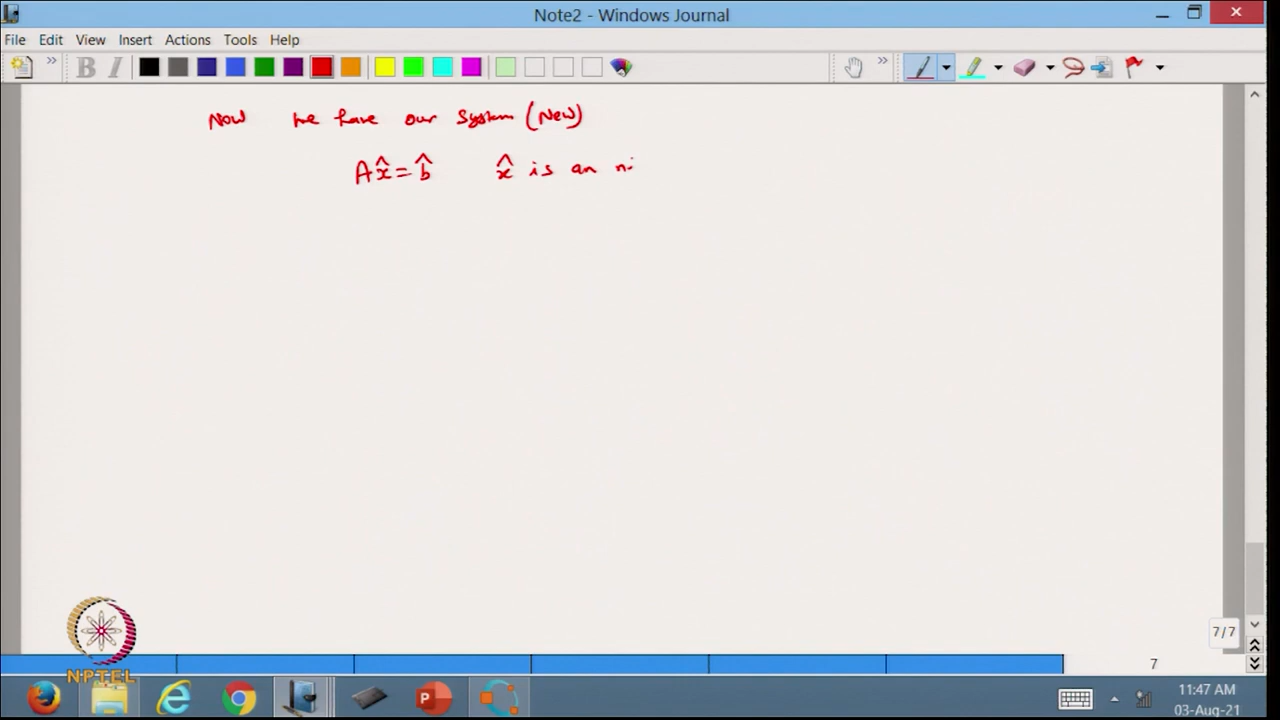 Note2 - Windows Journal
File Edit View Insert Actions Tools Help
B I
Now we have our system (New)
Ax̂ = b̂ x̂ is an
7/7
7
NPTEL
11:47 AM
03-Aug-21